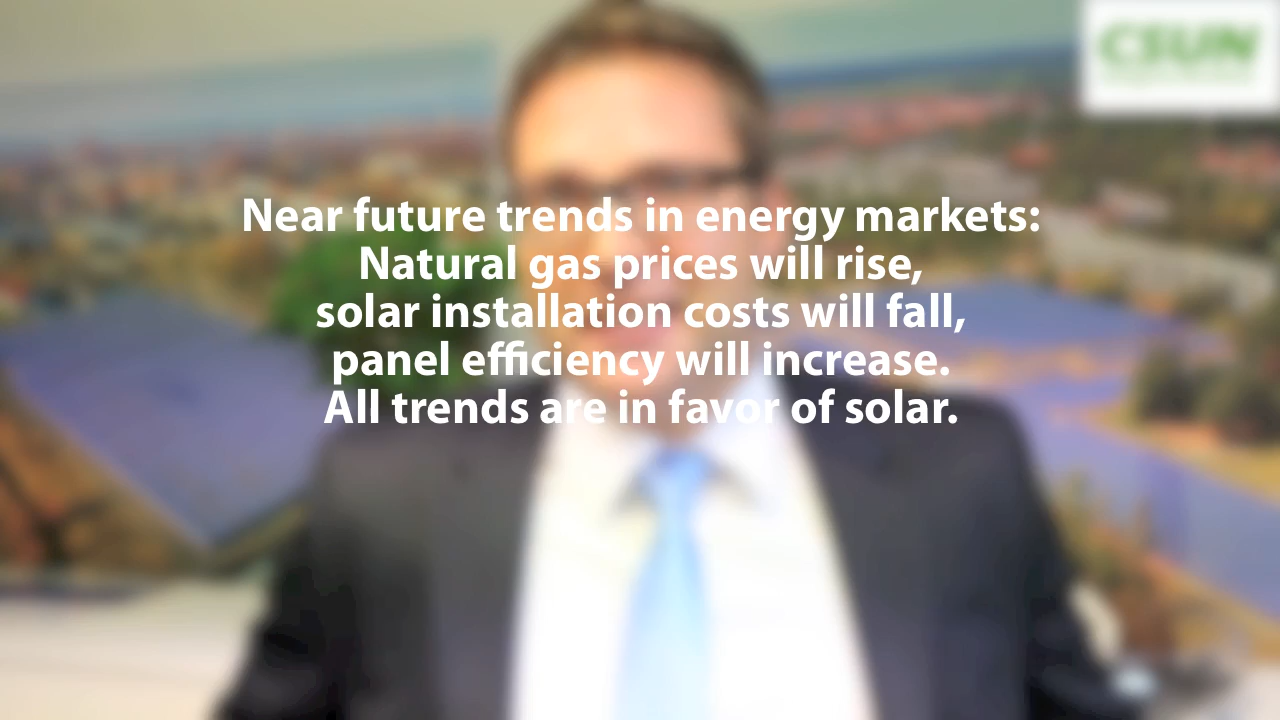 CSUN
Near future trends in energy markets:
Natural gas prices will rise,
solar installation costs will fall,
panel efficiency will increase.
All trends are in favor of solar.